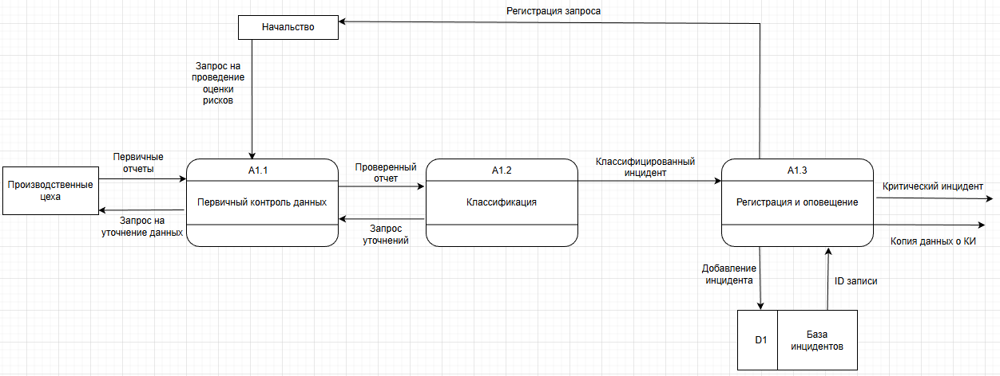 Регистрация запроса
Начальство
Запрос на
проведение
оценки
рисков
Первичные
отчеты
Производственные
цеха
Запрос на
уточнение данных
A1.1
Первичный контроль данных
Проверенный
отчет
Запрос
уточнений
A1.2
Классификация
Классифицированный
инцидент
A1.3
Регистрация и оповещение
Критический инцидент
Копия данных о КИ
Добавление
инцидента
ID записи
D1
База
инцидентов